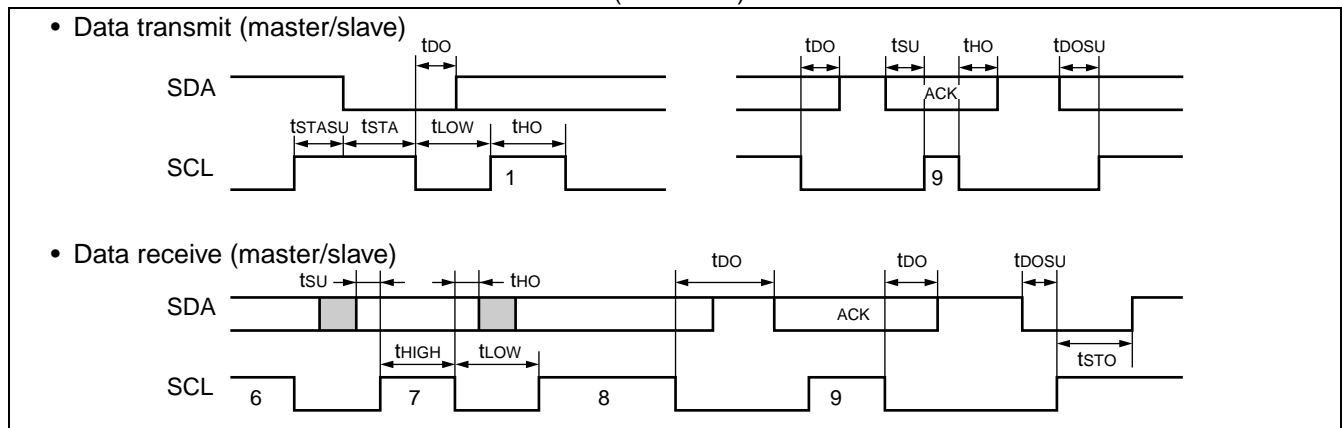 • Data transmit (master/slave)
tDO tDO tSU tHO tDOSU
SDA ACK
tSTASU tSTA tLOW tHO
SCL 1 9
• Data receive (master/slave)
tSU tHO tDO tDO tDOSU
SDA ACK
tHIGH tLOW tSTO
SCL 6 7 8 9